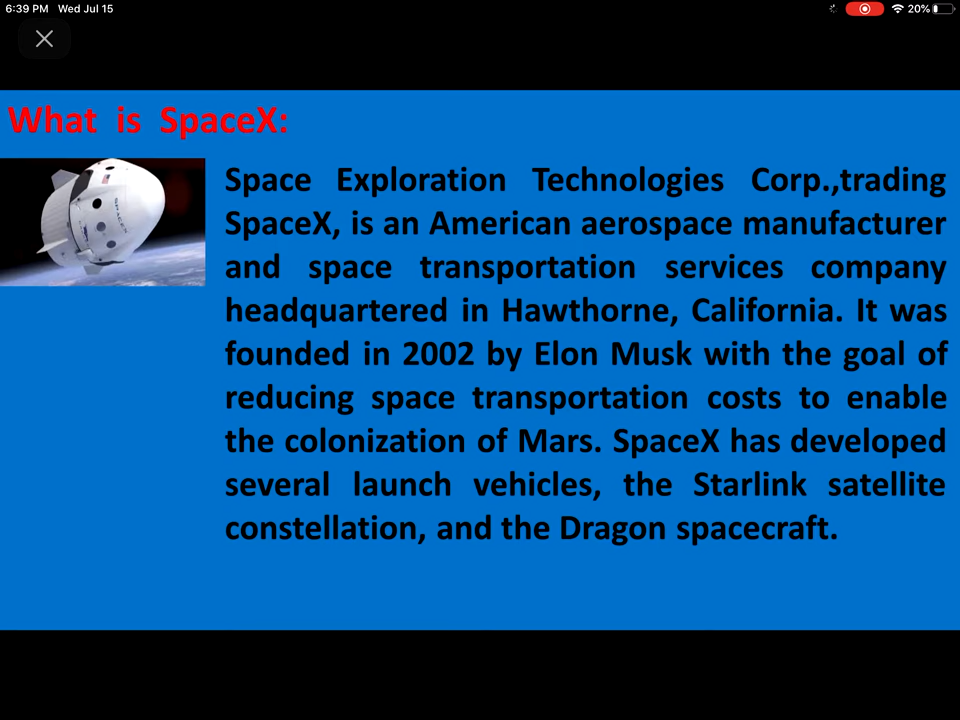 6:39 PM Wed Jul 15 20%
What is SpaceX:
SPACEX
Space Exploration Technologies Corp.,trading
SpaceX, is an American aerospace manufacturer
and space transportation services company
headquartered in Hawthorne, California. It was
founded in 2002 by Elon Musk with the goal of
reducing space transportation costs to enable
the colonization of Mars. SpaceX has developed
several launch vehicles, the Starlink satellite
constellation, and the Dragon spacecraft.